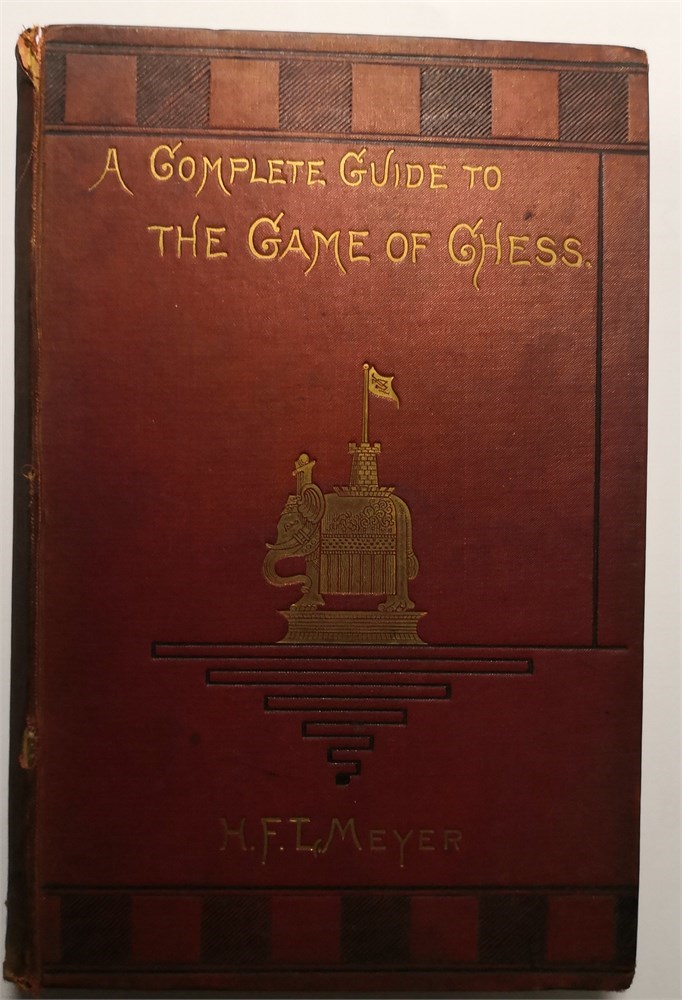 A COMPLETE GUIDE TO
THE GAME OF CHESS.
H. F. L. MEYER